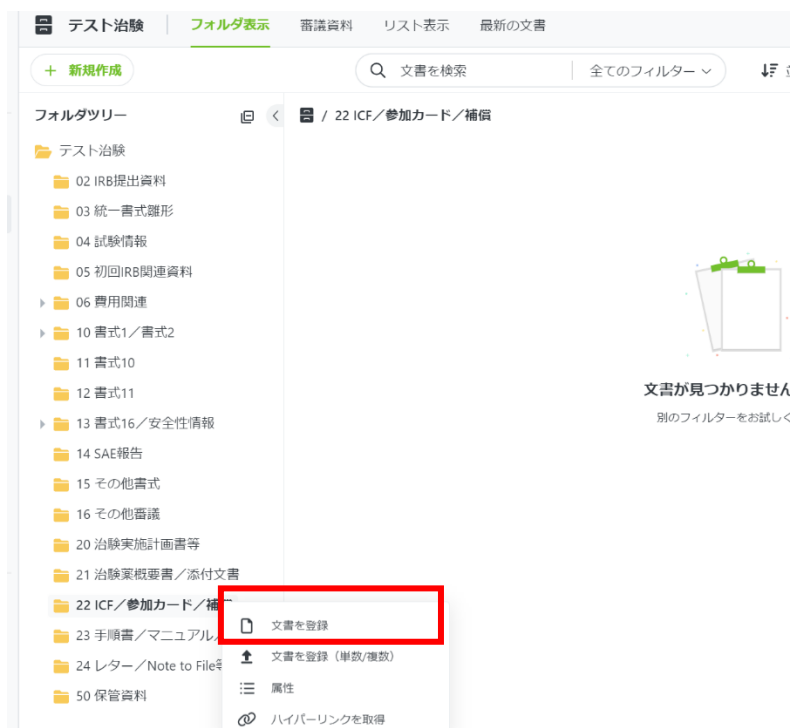 テスト治験 フォルダ表示 審議資料 リスト表示 最新の文書
+ 新規作成 文書を検索 全てのフィルター
フォルダツリー / 22 ICF／参加カード／補償
テスト治験
02 IRB提出資料
03 統一書式雛形
04 試験情報
05 初回IRB関連資料
06 費用関連
10 書式1／書式2
11 書式10
12 書式11
文書が見つかりません
13 書式16／安全性情報
別のフィルターをお試しく
14 SAE報告
15 その他書式
16 その他審議
20 治験実施計画書等
21 治験薬概要書／添付文書
22 ICF／参加カード／補
文書を登録
23 手順書／マニュアル
文書を登録（単数/複数）
24 レター／Note to File
属性
50 保管資料
ハイパーリンクを取得